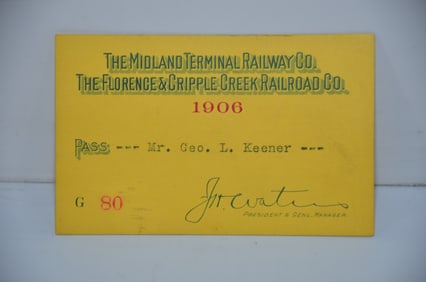 THE MIDLAND TERMINAL RAILWAY CO.
THE FLORENCE & CRIPPLE CREEK RAILROAD CO.
1906
PASS --- Mr. Geo. L. Keener ---
G 80
J H Waters
PRESIDENT & GENL. MANAGER.